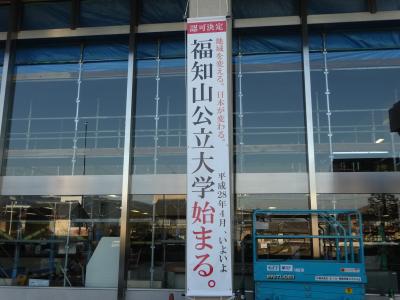 認可決定
地域を変える。日本が変わる。
福知山公立大学始まる。
平成28年4月、いよいよ